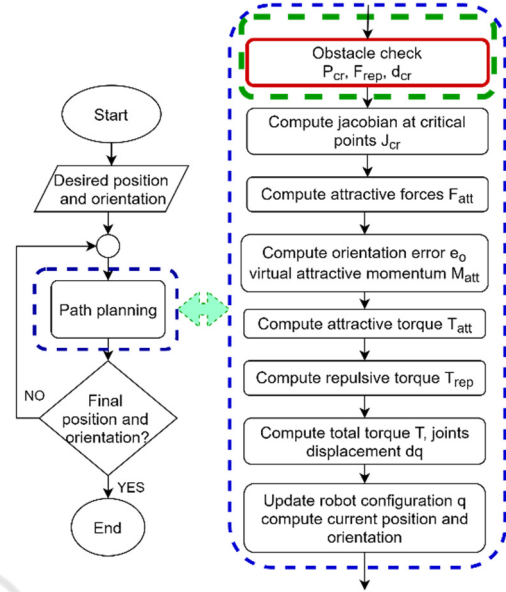 Start
Desired position
and orientation
Path planning
NO
Final
position and
orientation?
YES
End
Obstacle check
Pcr, Frep, dcr
Compute jacobian at critical
points Jcr
Compute attractive forces Fatt
Compute orientation error eo
virtual attractive momentum Matt
Compute attractive torque Tatt
Compute repulsive torque Trep
Compute total torque T, joints
displacement dq
Update robot configuration q
compute current position and
orientation